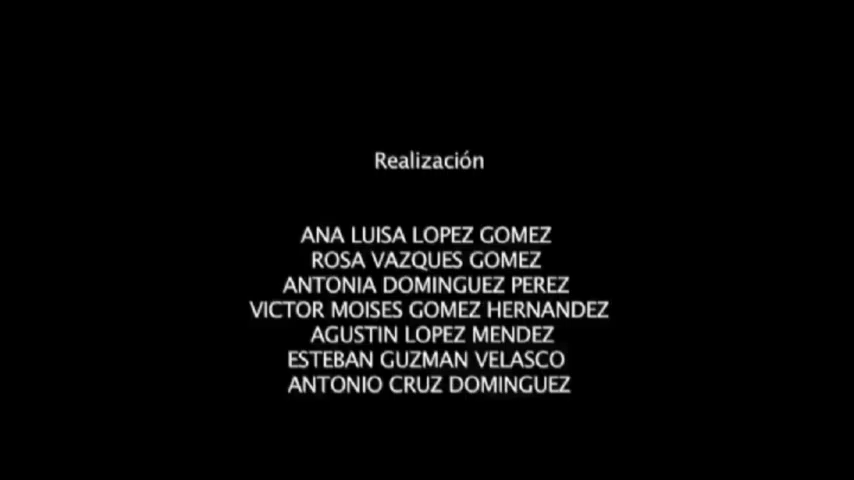 Realización
ANA LUISA LOPEZ GOMEZ
ROSA VAZQUES GOMEZ
ANTONIA DOMINGUEZ PEREZ
VICTOR MOISES GOMEZ HERNANDEZ
AGUSTIN LOPEZ MENDEZ
ESTEBAN GUZMAN VELASCO
ANTONIO CRUZ DOMINGUEZ